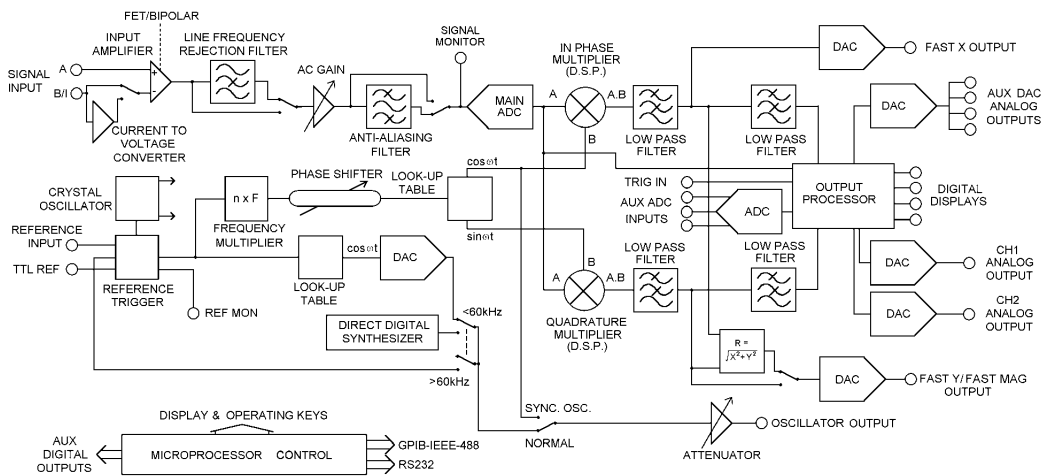 FET/BIPOLAR
INPUT
AMPLIFIER
LINE FREQUENCY
REJECTION FILTER
SIGNAL
MONITOR
IN PHASE
MULTIPLIER
(D.S.P.)
DAC
FAST X OUTPUT
SIGNAL
INPUT
A
B/I
+
-
AC GAIN
MAIN
ADC
A
A.B
B
DAC
AUX DAC
ANALOG
OUTPUTS
CURRENT TO
VOLTAGE
CONVERTER
ANTI-ALIASING
FILTER
LOW PASS
FILTER
LOW PASS
FILTER
CRYSTAL
OSCILLATOR
PHASE SHIFTER
LOOK-UP
TABLE
cosωt
n x F
FREQUENCY
MULTIPLIER
sinωt
TRIG IN
AUX ADC
INPUTS
ADC
OUTPUT
PROCESSOR
DIGITAL
DISPLAYS
REFERENCE
INPUT
TTL REF
REFERENCE
TRIGGER
REF MON
LOOK-UP
TABLE
cosωt
DAC
LOW PASS
FILTER
LOW PASS
FILTER
A
B
A.B
QUADRATURE
MULTIPLIER
(D.S.P.)
DAC
CH1
ANALOG
OUTPUT
DAC
CH2
ANALOG
OUTPUT
<60kHz
DIRECT DIGITAL
SYNTHESIZER
>60kHz
R =
√X²+Y²
DAC
FAST Y/FAST MAG
OUTPUT
SYNC. OSC.
NORMAL
ATTENUATOR
OSCILLATOR OUTPUT
DISPLAY & OPERATING KEYS
AUX
DIGITAL
OUTPUTS
MICROPROCESSOR CONTROL
GPIB-IEEE-488
RS232